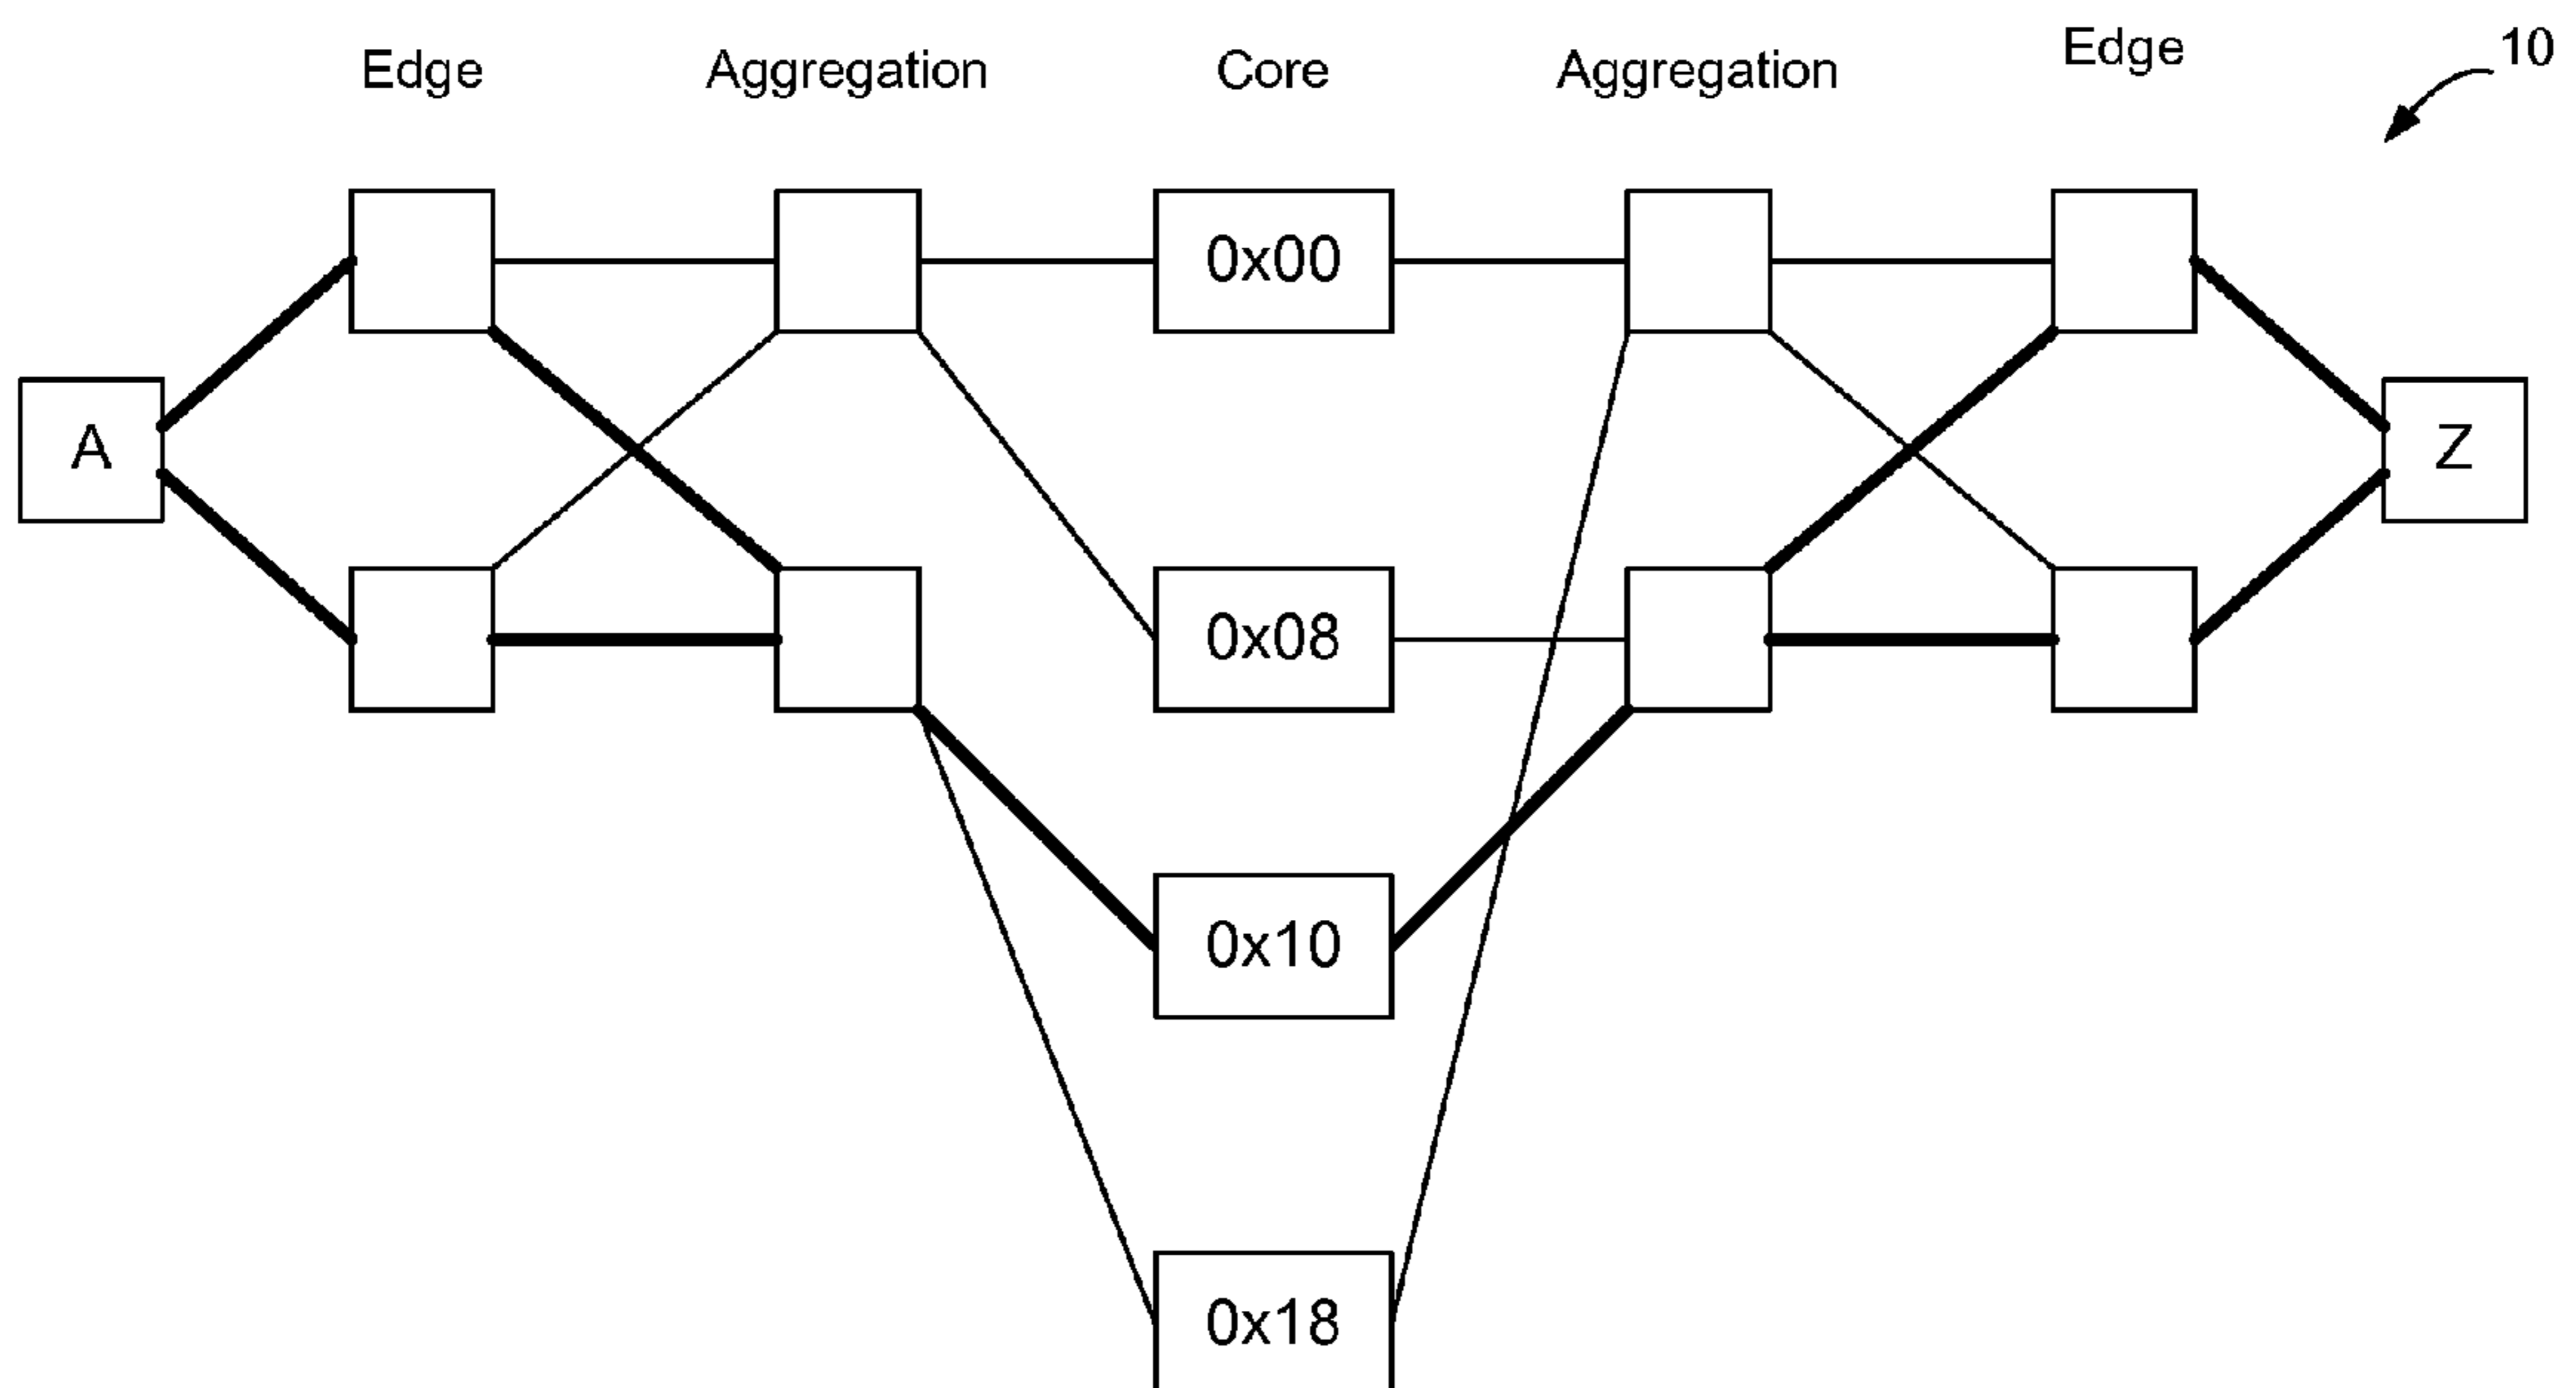 Edge Aggregation Core Aggregation Edge 10
0x00
A Z
0x08
0x10
0x18